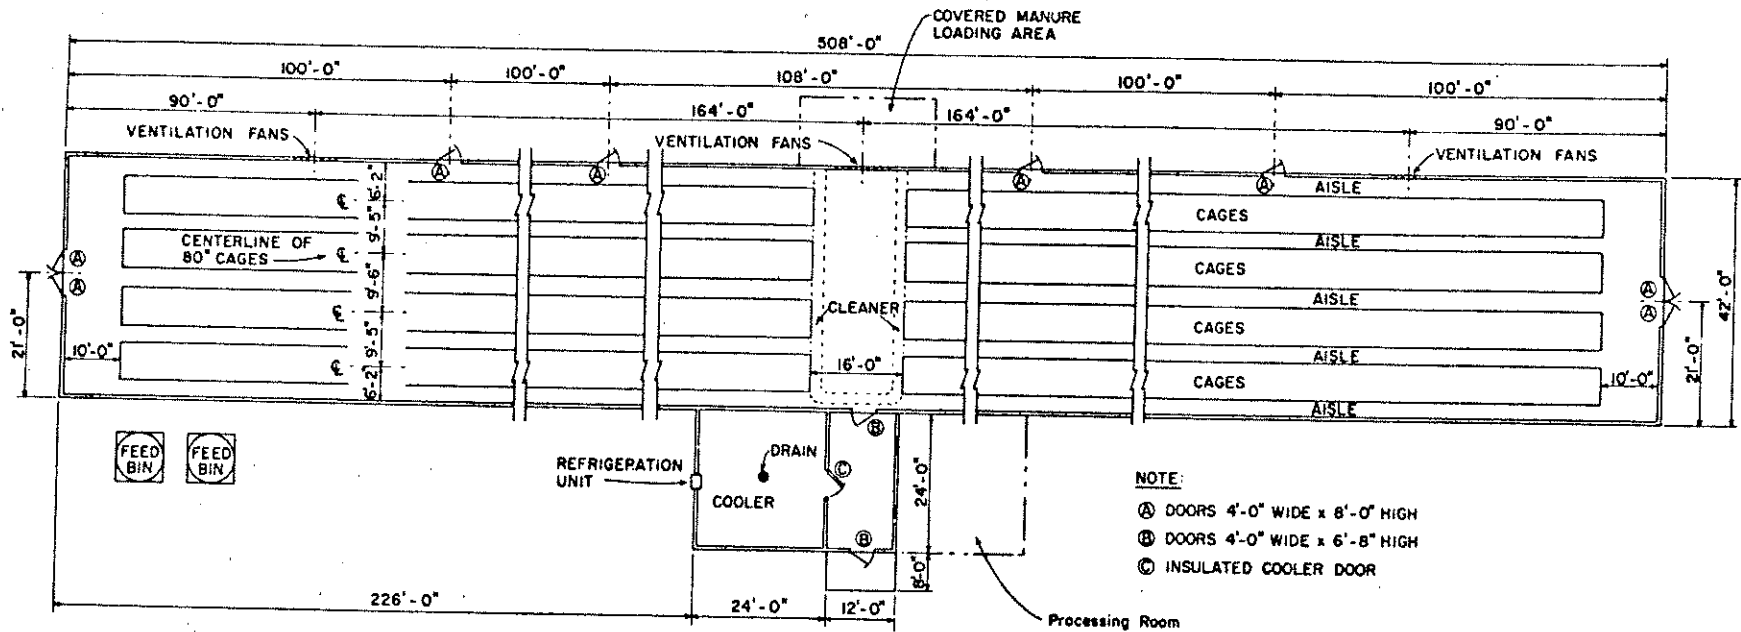 COVERED MANURE
LOADING AREA
508'-0"
100'-0"
100'-0"
108'-0"
100'-0"
100'-0"
90'-0"
164'-0"
164'-0"
90'-0"
VENTILATION FANS
VENTILATION FANS
VENTILATION FANS
A
A
A
A
6'-2"
AISLE
℄
CAGES
9'-5"
CENTERLINE OF
80" CAGES
℄
AISLE
A
A
9'-6"
CAGES
A
A
42'-0"
AISLE
CLEANER
℄
CAGES
21'-0"
9'-5"
AISLE
10'-0"
℄
16'-0"
CAGES
10'-0"
21'-0"
6'-2"
AISLE
B
FEED
BIN
FEED
BIN
REFRIGERATION
UNIT
DRAIN
C
COOLER
24'-0"
B
8'-0"
NOTE:
A DOORS 4'-0" WIDE x 8'-0" HIGH
B DOORS 4'-0" WIDE x 6'-8" HIGH
C INSULATED COOLER DOOR
226'-0"
24'-0"
12'-0"
Processing Room